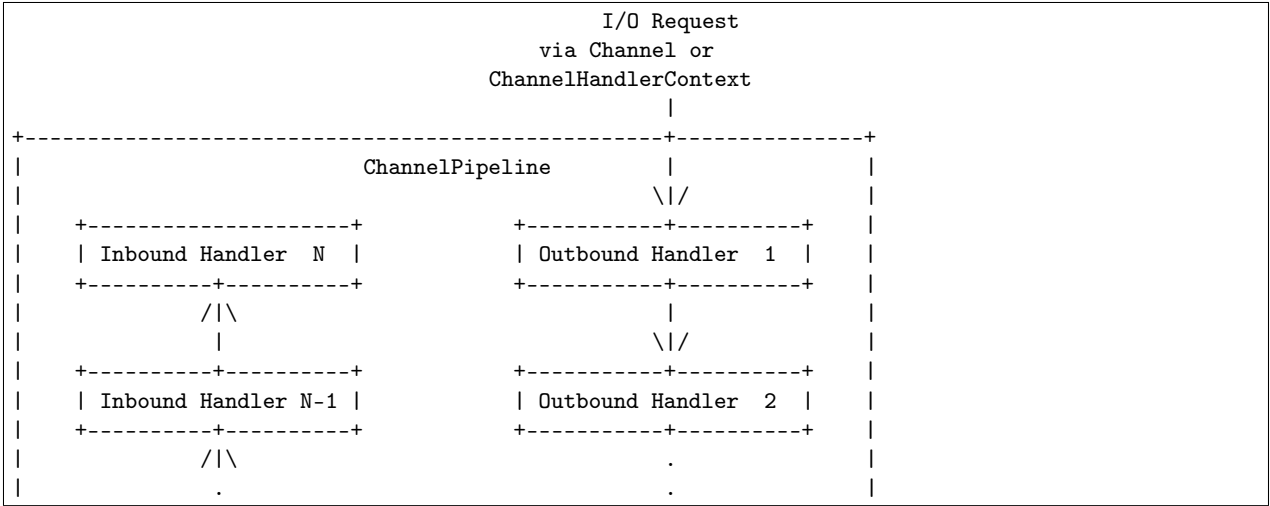 I/O Request
                                          via Channel or
                                      ChannelHandlerContext
                                                    |
+---------------------------------------------------+---------------+
|                           ChannelPipeline         |               |
|                                                  \|/              |
|    +---------------------+            +-----------+----------+    |
|    | Inbound Handler  N  |            | Outbound Handler  1  |    |
|    +----------+----------+            +-----------+----------+    |
|              /|\                                  |               |
|               |                                  \|/              |
|    +----------+----------+            +-----------+----------+    |
|    | Inbound Handler N-1 |            | Outbound Handler  2  |    |
|    +----------+----------+            +-----------+----------+    |
|              /|\                                  .               |
|               .                                   .               |